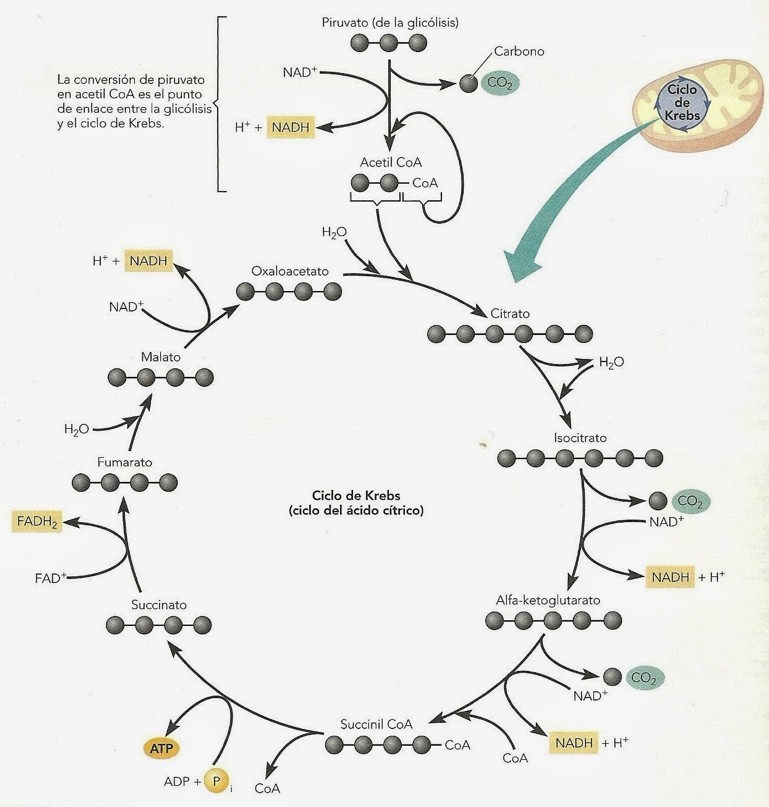 Piruvato (de la glicólisis)
Carbono
NAD⁺
CO₂
La conversión de piruvato
en acetil CoA es el punto
de enlace entre la glicólisis
y el ciclo de Krebs.
H⁺ + NADH
Ciclo
de
Krebs
Acetil CoA
CoA
H₂O
H⁺ + NADH
Oxaloacetato
NAD⁺
Citrato
H₂O
Malato
H₂O
Isocitrato
Fumarato
CO₂
NAD⁺
Ciclo de Krebs
(ciclo del ácido cítrico)
FADH₂
FAD⁺
NADH + H⁺
Succinato
Alfa-ketoglutarato
CO₂
NAD⁺
Succinil CoA
CoA
NADH + H⁺
CoA
ATP
ADP + P i
CoA